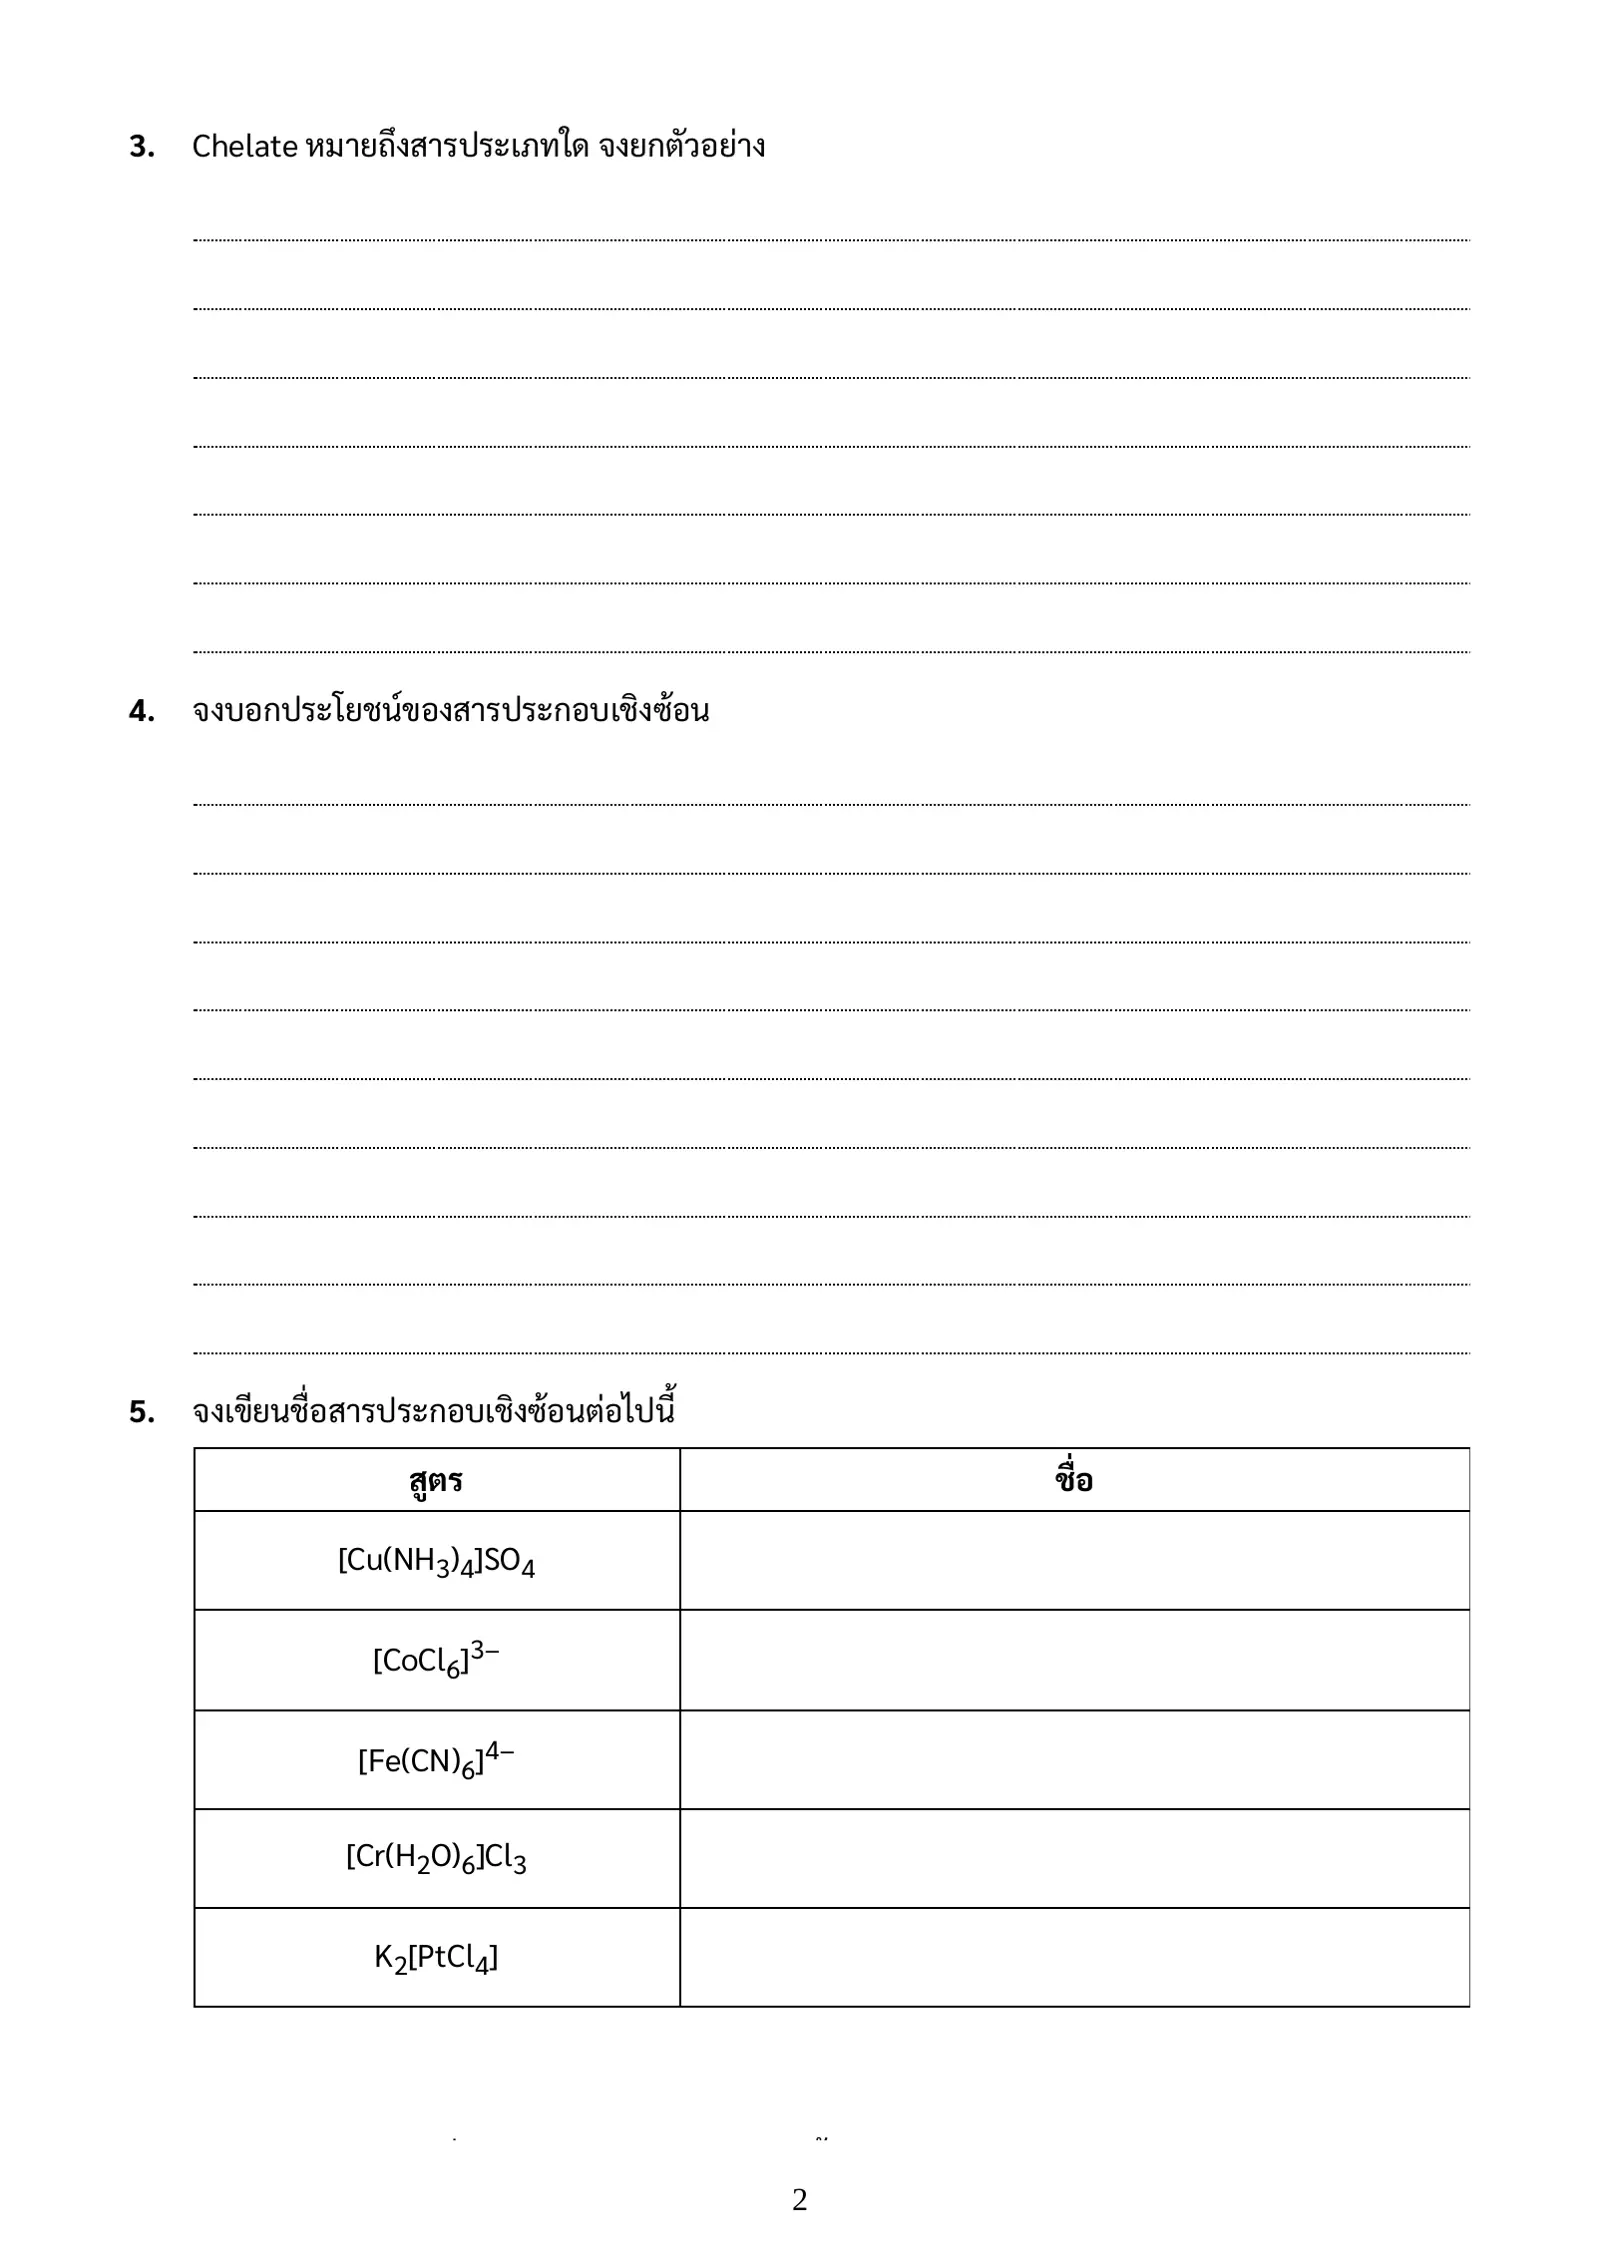 3. Chelate หมายถึงสารประเภทใด จงยกตัวอย่าง
4. จงบอกประโยชน์ของสารประกอบเชิงซ้อน
5. จงเขียนชื่อสารประกอบเชิงซ้อนต่อไปนี้
สูตร ชื่อ
[Cu(NH3)4]SO4
[CoCl6]3–
[Fe(CN)6]4–
[Cr(H2O)6]Cl3
K2[PtCl4]
2